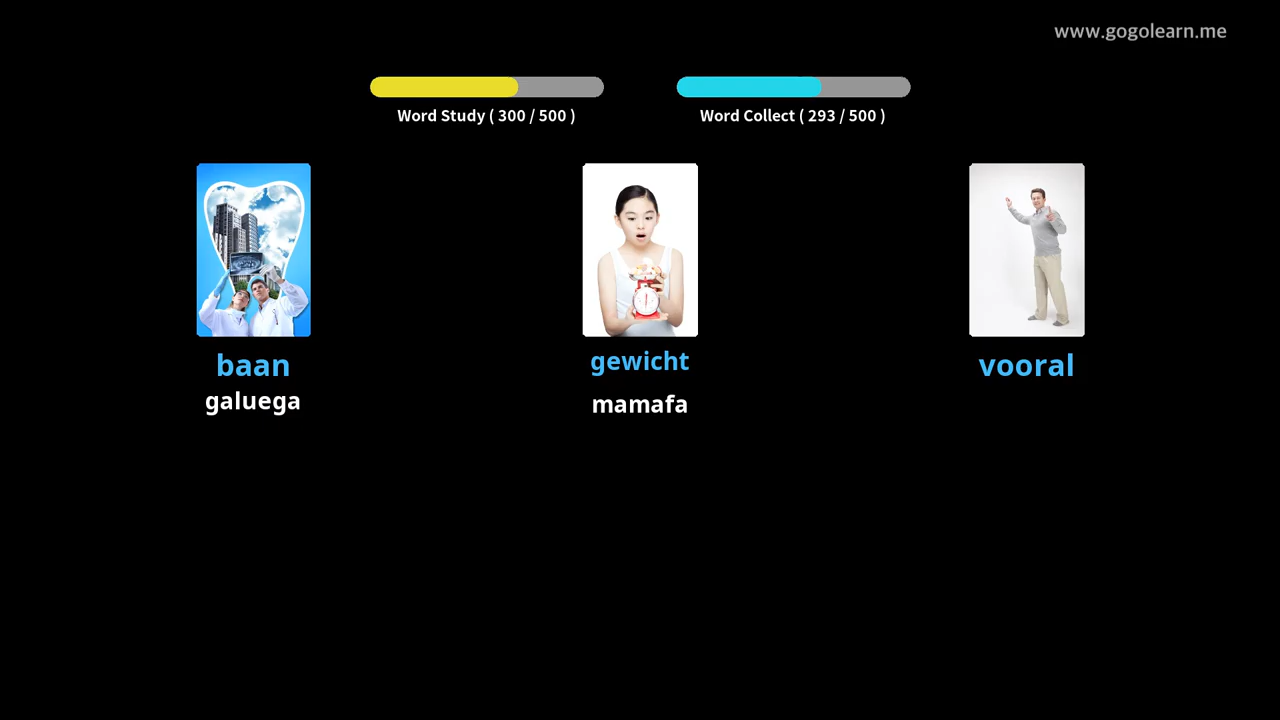 www.gogolearn.me
Word Study ( 300 / 500 )
Word Collect ( 293 / 500 )
baan
galuega
gewicht
mamafa
vooral